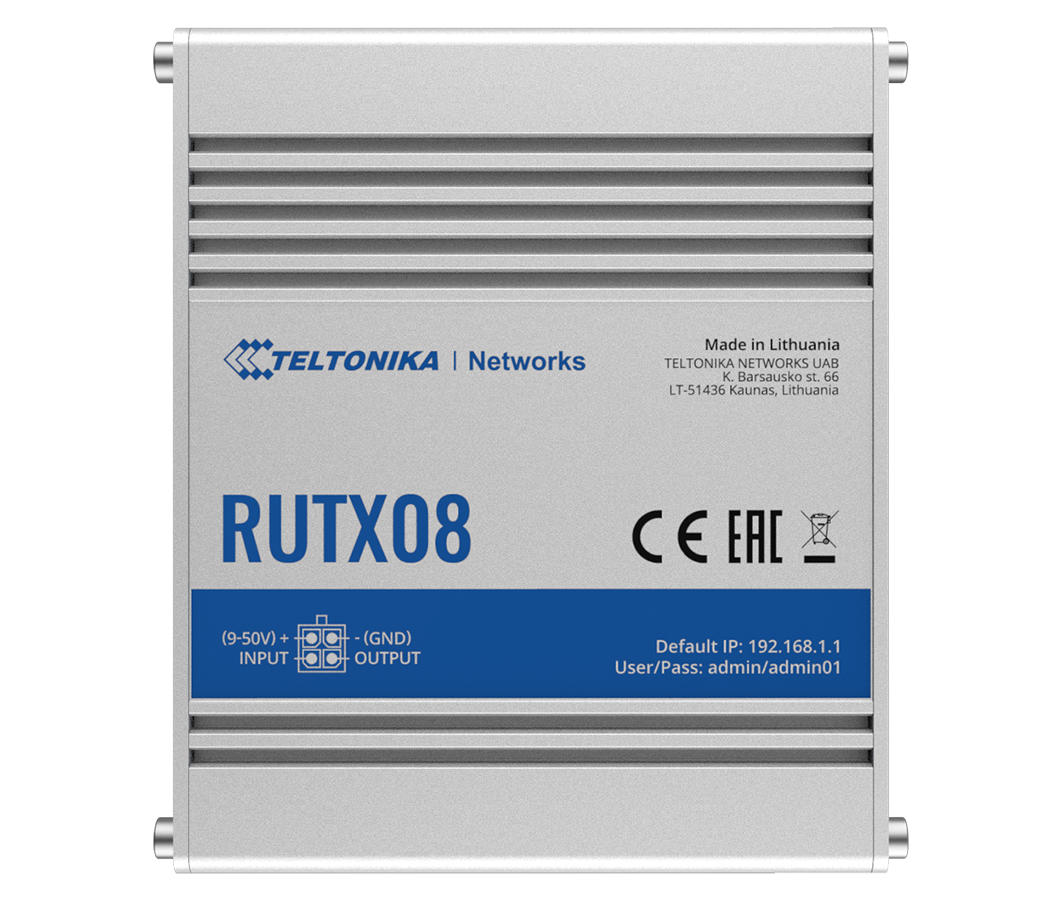 TELTONIKA | Networks
Made in Lithuania
TELTONIKA NETWORKS UAB
K. Barsausko st. 66
LT-51436 Kaunas, Lithuania
RUTX08
CE EAC
(9-50V) + - (GND)
INPUT OUTPUT
Default IP: 192.168.1.1
User/Pass: admin/admin01